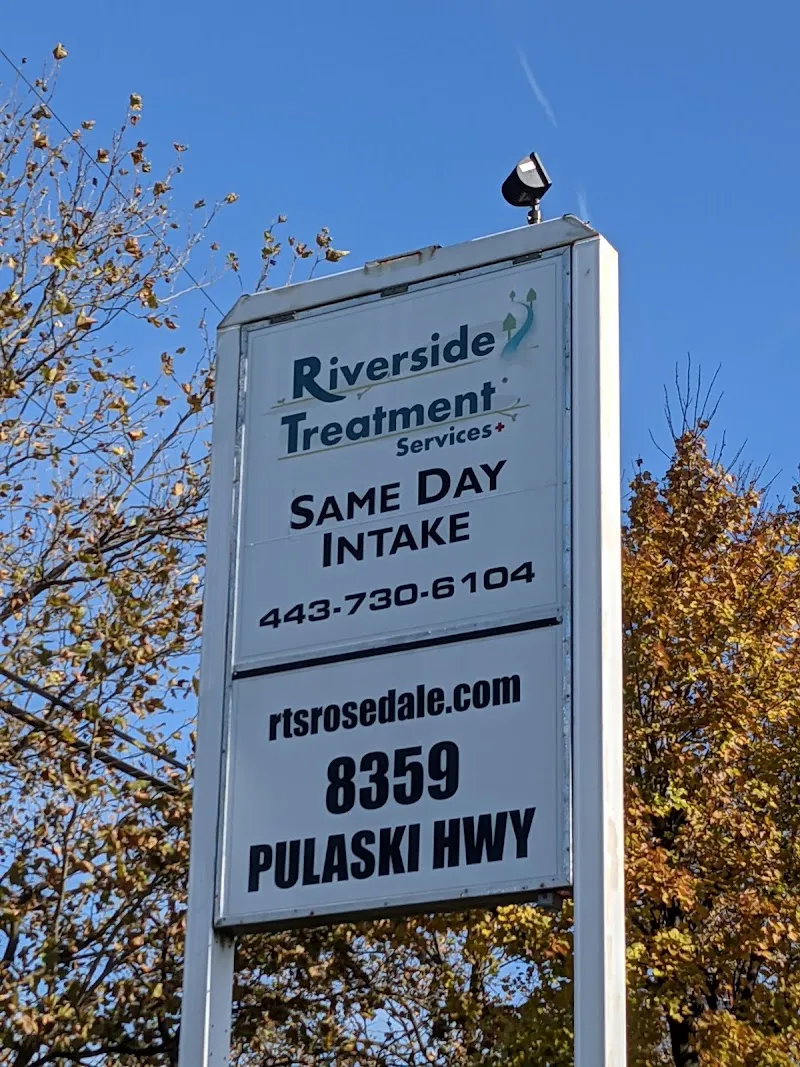 Riverside
Treatment
Services
SAME DAY
INTAKE
443-730-6104
rtsrosedale.com
8359
PULASKI HWY